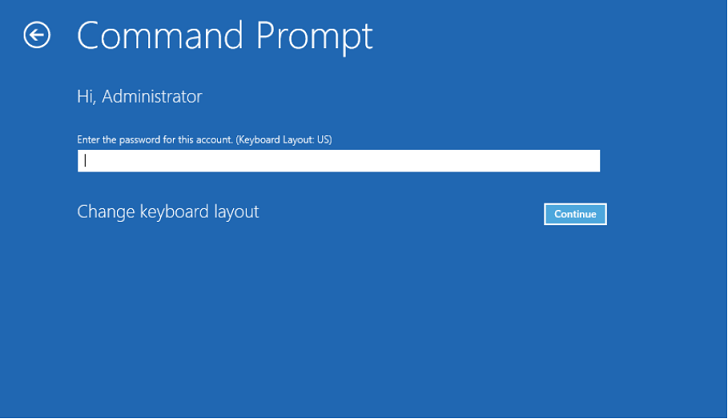 Command Prompt
Hi, Administrator
Enter the password for this account. (Keyboard Layout: US)
Change keyboard layout
Continue